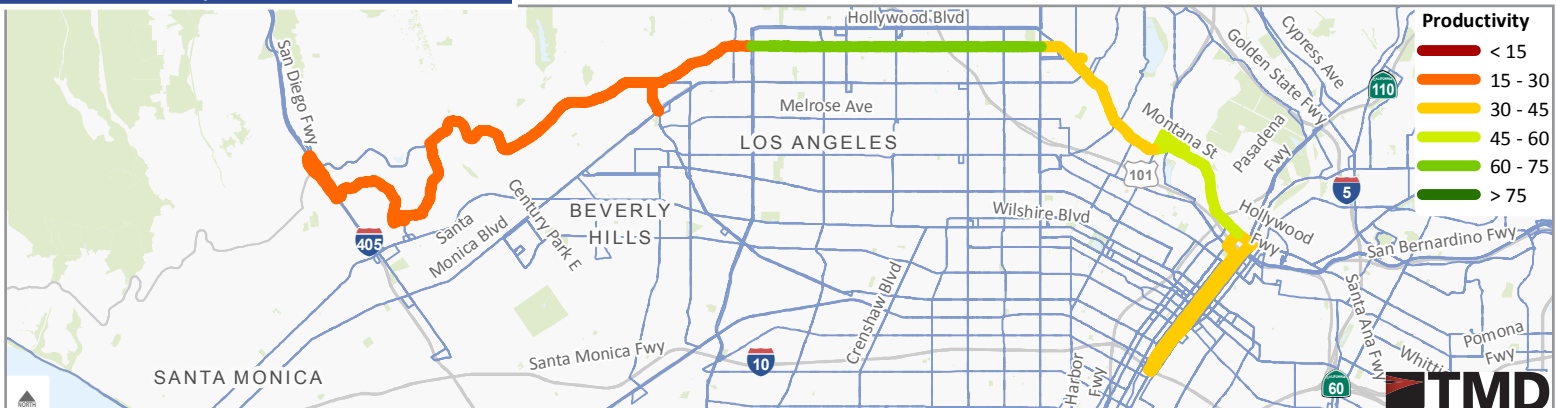 Hollywood Blvd
Cypress Ave
Golden State Fwy
Productivity
< 15
15 - 30
30 - 45
45 - 60
60 - 75
> 75
CALIFORNIA
110
San Diego Fwy
Melrose Ave
Montana St
Pasadena
Fwy
LOS ANGELES
101
5
Century Park E
BEVERLY
HILLS
Wilshire Blvd
Hollywood
Fwy
Santa
Monica Blvd
405
San Bernardino Fwy
Crenshaw Blvd
Santa Ana Fwy
Pomona
Fwy
Santa Monica Fwy
10
Harbor
Fwy
SANTA MONICA
CALIFORNIA
60
TMD
NORTH